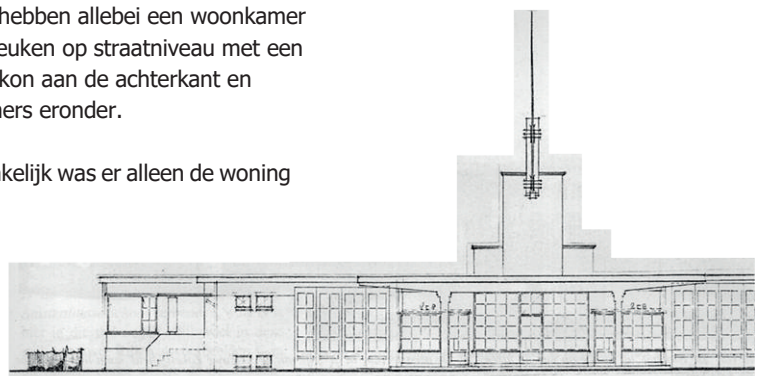 hebben allebei een woonkamer
euken op straatniveau met een
kon aan de achterkant en
ners eronder.
kelijk was er alleen de woning